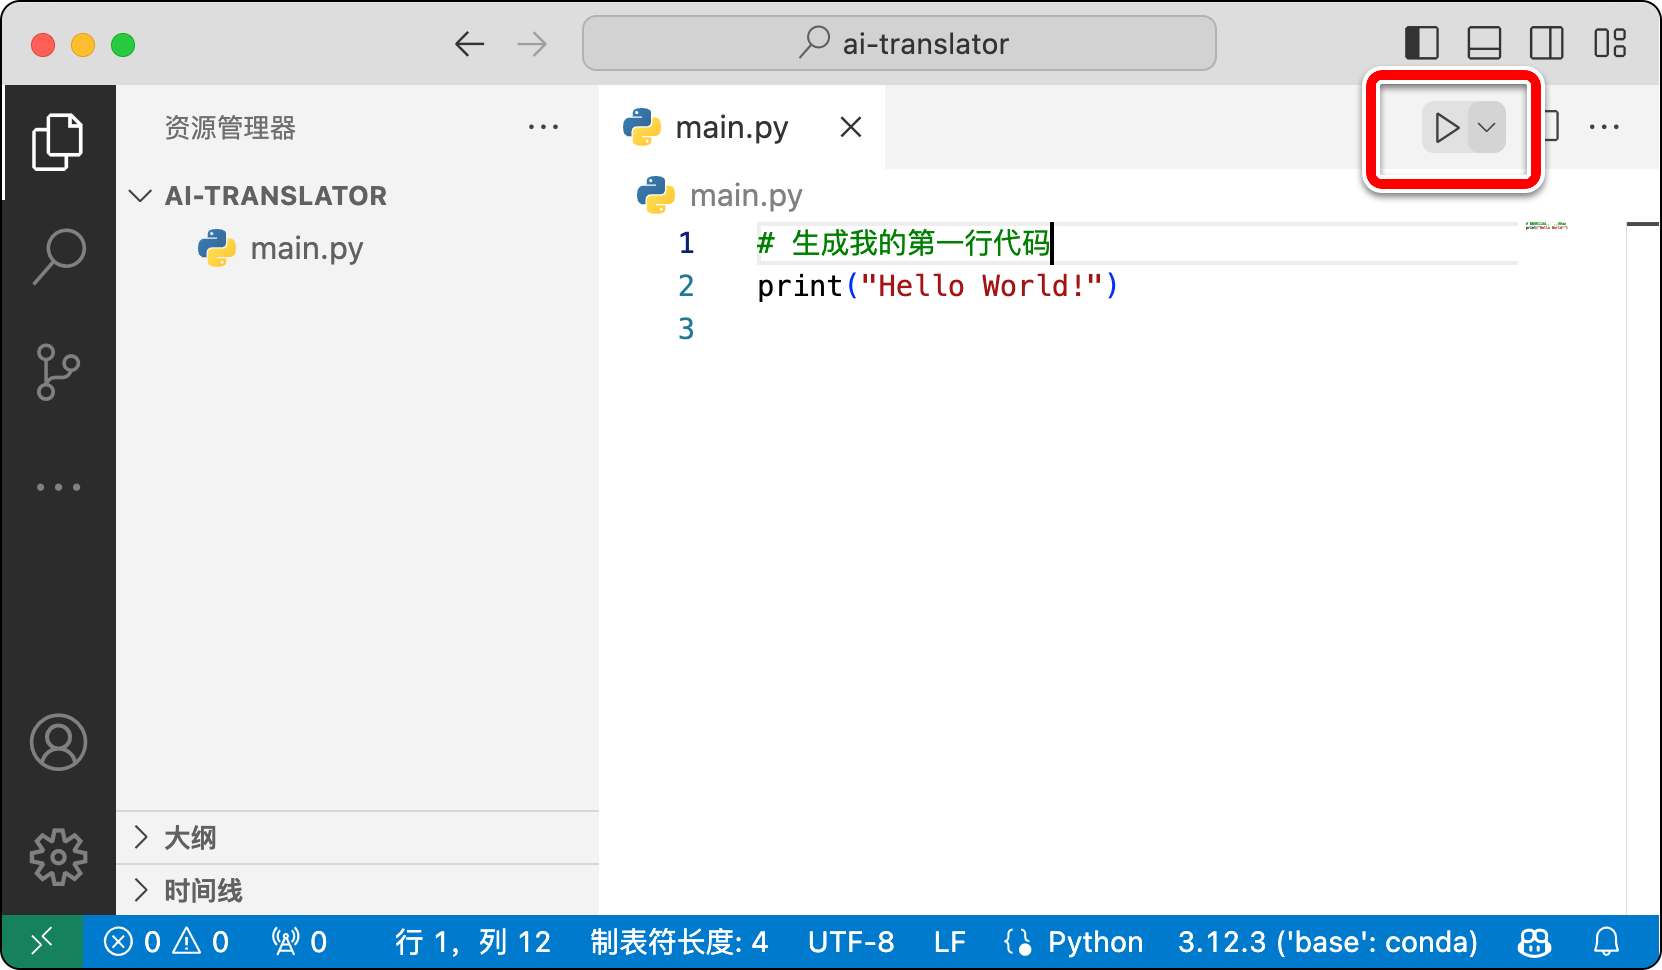 ai-translator
资源管理器
main.py
AI-TRANSLATOR
main.py
main.py
1 # 生成我的第一行代码
2 print("Hello World!")
3
大纲
时间线
0 0 0 行 1, 列 12 制表符长度: 4 UTF-8 LF Python 3.12.3 ('base': conda)